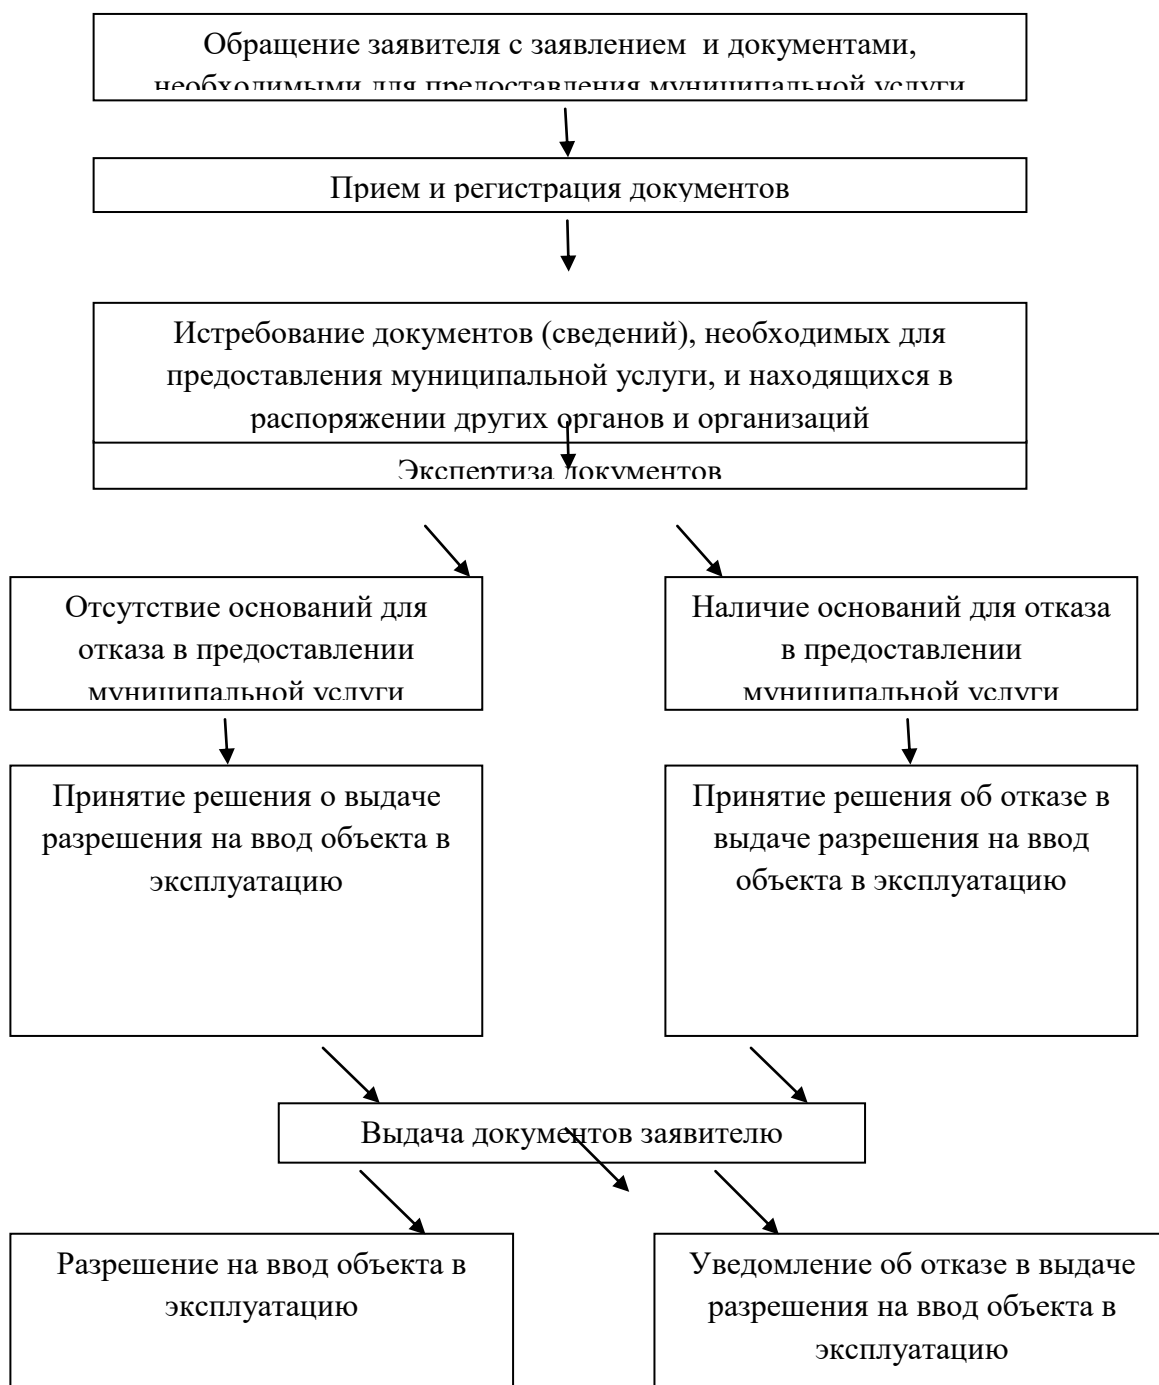 Обращение заявителя с заявлением и документами,
необходимыми для предоставления муниципальной услуги
Прием и регистрация документов
Истребование документов (сведений), необходимых для
предоставления муниципальной услуги, и находящихся в
распоряжении других органов и организаций
Экспертиза документов
Отсутствие оснований для
отказа в предоставлении
муниципальной услуги
Наличие оснований для отказа
в предоставлении
муниципальной услуги
Принятие решения о выдаче
разрешения на ввод объекта в
эксплуатацию
Принятие решения об отказе в
выдаче разрешения на ввод
объекта в эксплуатацию
Выдача документов заявителю
Разрешение на ввод объекта в
эксплуатацию
Уведомление об отказе в выдаче
разрешения на ввод объекта в
эксплуатацию